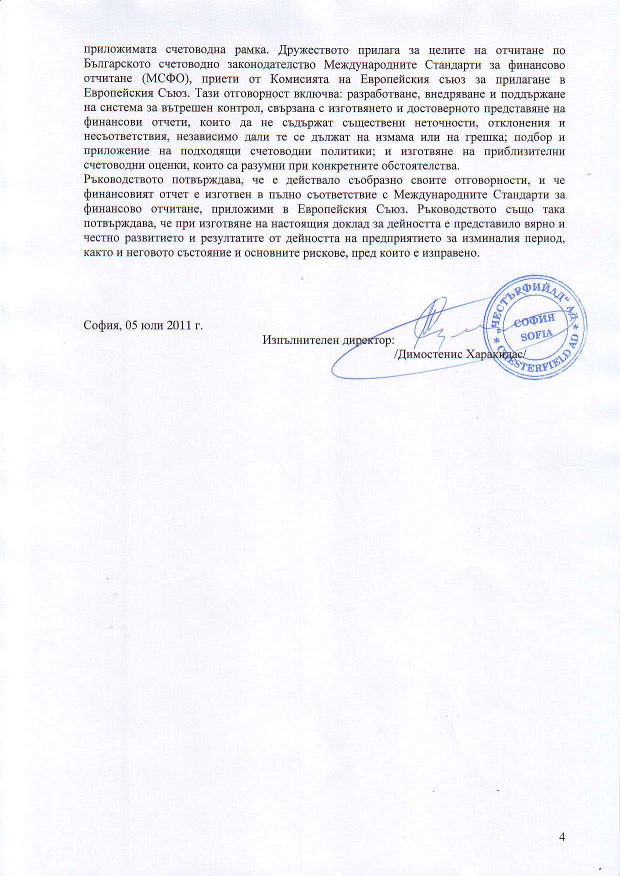 приложимата счетоводна рамка. Дружеството прилага за целите на отчитане по
Българското счетоводно законодателство Международните Стандарти за финансово
отчитане (МСФО), приети от Комисията на Европейския съюз за прилагане в
Европейския Съюз. Тази отговорност включва: разработване, внедряване и поддържане
на система за вътрешен контрол, свързана с изготвянето и достоверното представяне на
финансови отчети, които да не съдържат съществени неточности, отклонения и
несъответствия, независимо дали те се дължат на измама или на грешка; подбор и
приложение на подходящи счетоводни политики; и изготвяне на приблизителни
счетоводни оценки, които са разумни при конкретните обстоятелства.
Ръководството потвърждава, че е действало съобразно своите отговорности, и че
финансовият отчет е изготвен в пълно съответствие с Международните Стандарти за
финансово отчитане, приложими в Европейския Съюз. Ръководството също така
потвърждава, че при изготвяне на настоящия доклад за дейността е представило вярно и
честно развитието и резултатите от дейността на предприятието за изминалия период,
както и неговото състояние и основните рискове, пред които е изправено.
София, 05 юли 2011 г.
Изпълнителен директор:
/Димостенис Харакидас/
„ЧЕСТЪРФИЙЛД“ АД
СОФИЯ
SOFIA
* CHESTERFIELD AD *
4